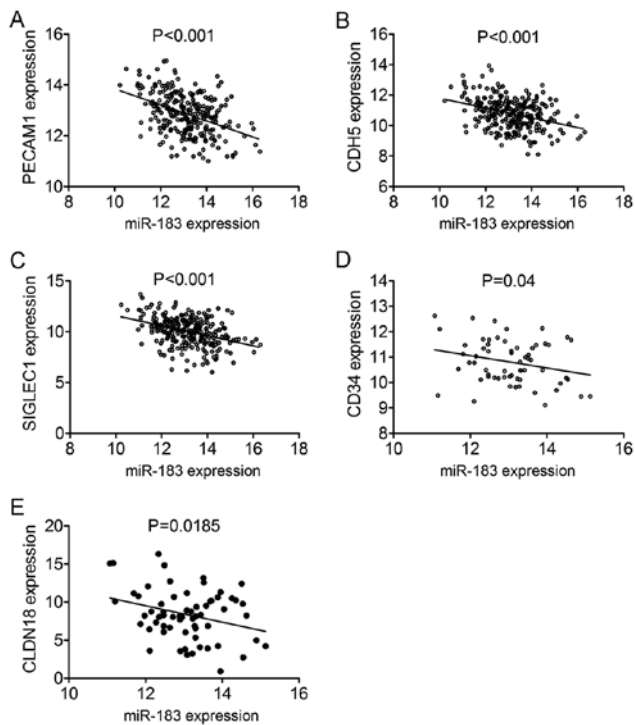 A
P<0.001
PECAM1 expression
16
14
12
10
8 10 12 14 16 18
miR-183 expression
B
P<0.001
CDH5 expression
16
14
12
10
8
6
8 10 12 14 16 18
miR-183 expression
C
P<0.001
SIGLEC1 expression
15
10
5
0
8 10 12 14 16 18
miR-183 expression
D
P=0.04
CD34 expression
14
13
12
11
10
9
8
10 12 14 16
miR-183 expression
E
P=0.0185
CLDN18 expression
20
15
10
5
0
10 12 14 16
miR-183 expression